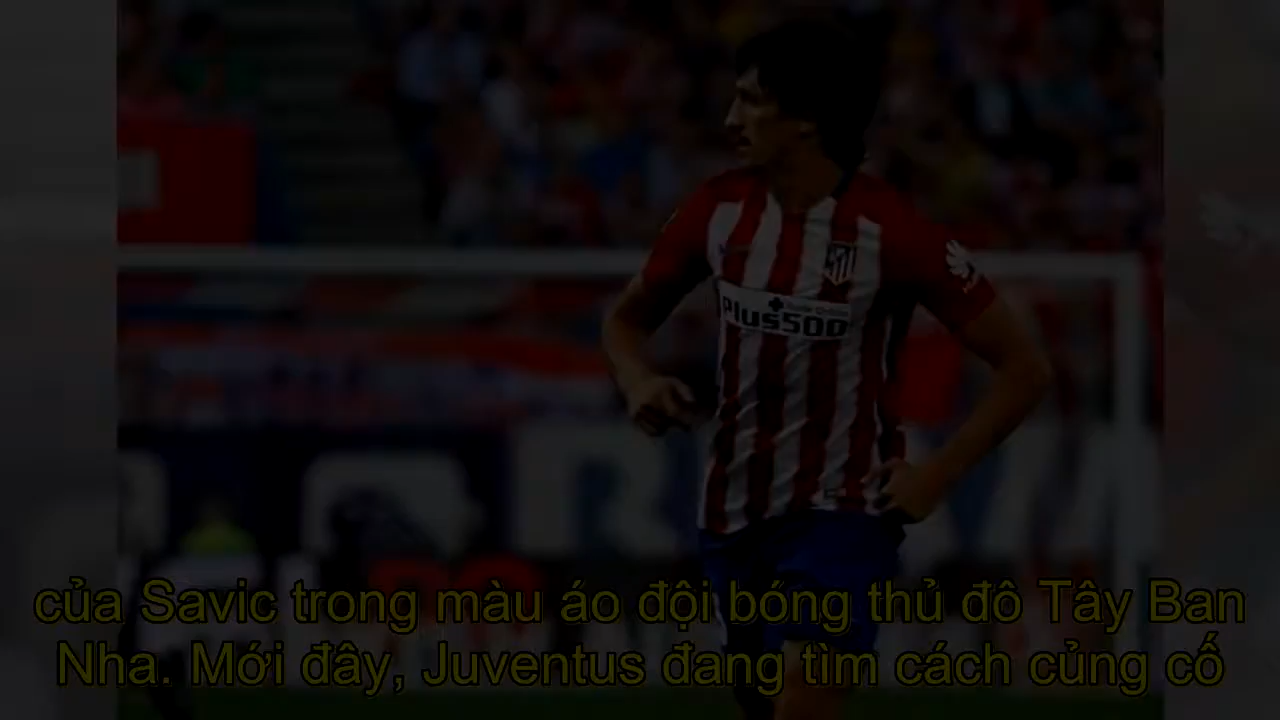 Plus500
của Savic trong màu áo đội bóng thủ đô Tây Ban
Nha. Mới đây, Juventus đang tìm cách củng cố